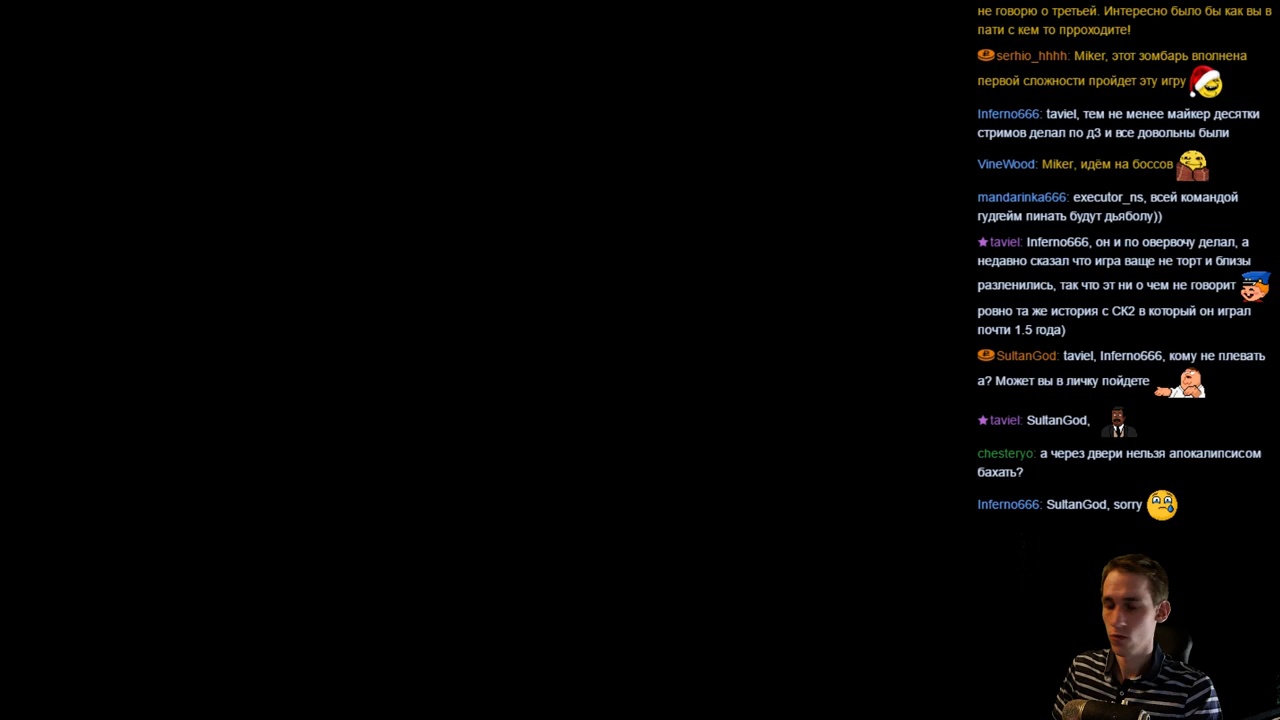 не говорю о третьей. Интересно было бы как вы в
пати с кем то прроходите!
serhio_hhhh: Miker, этот зомбарь вполнена
первой сложности пройдет эту игру
Inferno666: taviel, тем не менее майкер десятки
стримов делал по д3 и все довольны были
VineWood: Miker, идём на боссов
mandarinka666: executor_ns, всей командой
гудгейм пинать будут дьяболу))
taviel: Inferno666, он и по овервочу делал, а
недавно сказал что игра ваще не торт и близы
разленились, так что эт ни о чем не говорит
ровно та же история с СК2 в который он играл
почти 1.5 года)
SultanGod: taviel, Inferno666, кому не плевать
а? Может вы в личку пойдете
taviel: SultanGod,
chesteryo: а через двери нельзя апокалипсисом
бахать?
Inferno666: SultanGod, sorry